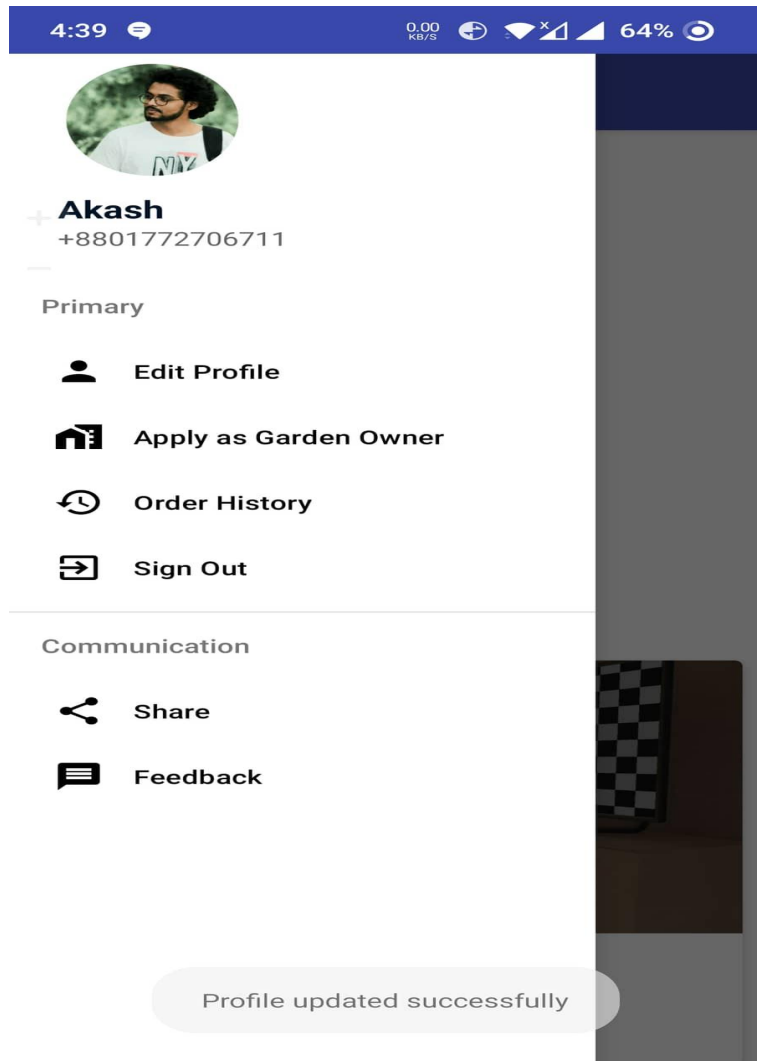 4:39
0.00
KB/S
64%
NY
Akash
+8801772706711
Primary
Edit Profile
Apply as Garden Owner
Order History
Sign Out
Communication
Share
Feedback
Profile updated successfully